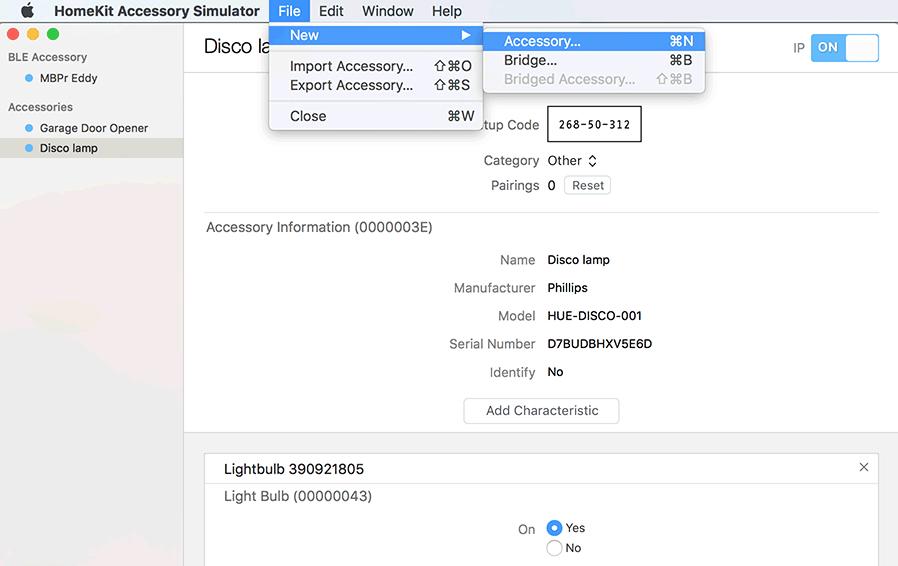 HomeKit Accessory Simulator File Edit Window Help
New
Import Accessory... ⇧⌘O
Export Accessory... ⇧⌘S
Close ⌘W
Accessory... ⌘N
Bridge... ⌘B
Bridged Accessory... ⇧⌘B
BLE Accessory
MBPr Eddy
Accessories
Garage Door Opener
Disco lamp
Disco la
IP ON
tup Code 268-50-312
Category Other
Pairings 0 Reset
Accessory Information (0000003E)
Name Disco lamp
Manufacturer Phillips
Model HUE-DISCO-001
Serial Number D7BUDBHXV5E6D
Identify No
Add Characteristic
Lightbulb 390921805
Light Bulb (00000043)
On Yes
No